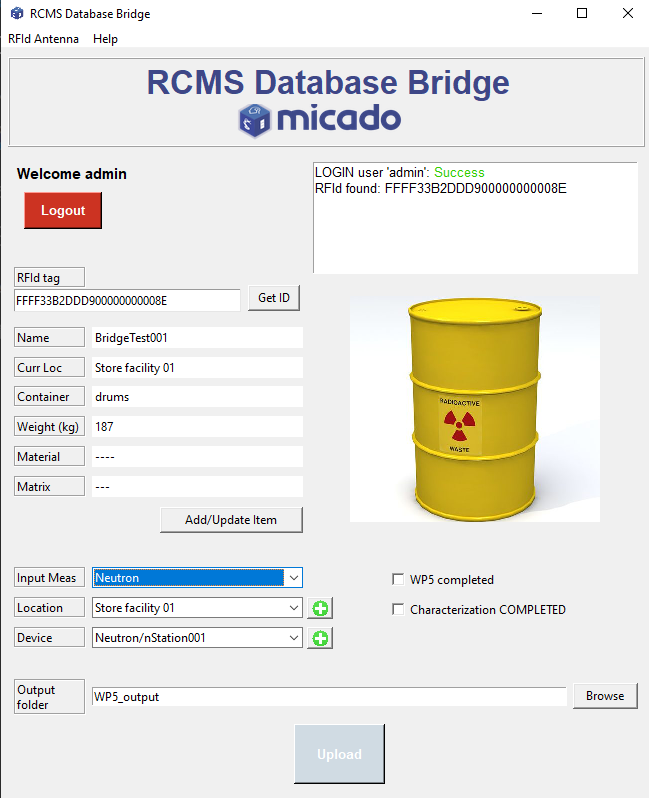 RCMS Database Bridge
RFId Antenna Help
RCMS Database Bridge
micado
Welcome admin
Logout
LOGIN user 'admin': Success
RFId found: FFFF33B2DDD900000000008E
RFId tag
FFFF33B2DDD900000000008E
Get ID
Name BridgeTest001
Curr Loc Store facility 01
Container drums
Weight (kg) 187
Material ----
Matrix ---
Add/Update Item
RADIOACTIVE
WASTE
Input Meas Neutron
WP5 completed
Location Store facility 01
Characterization COMPLETED
Device Neutron/nStation001
Output
folder
WP5_output
Browse
Upload